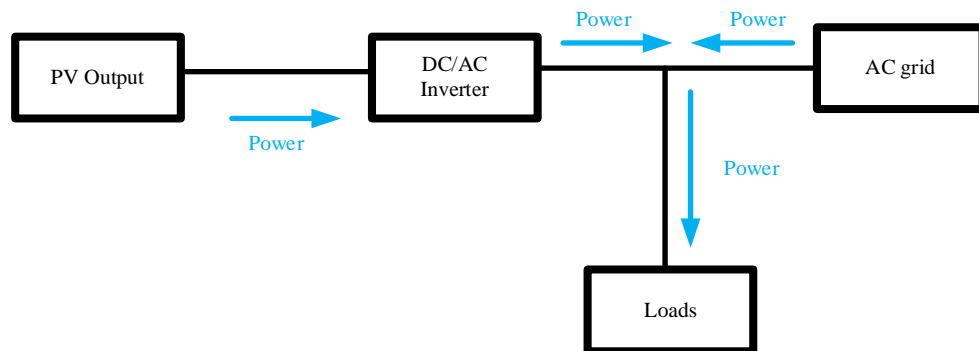 Power
Power
PV Output
DC/AC
Inverter
AC grid
Power
Power
Loads